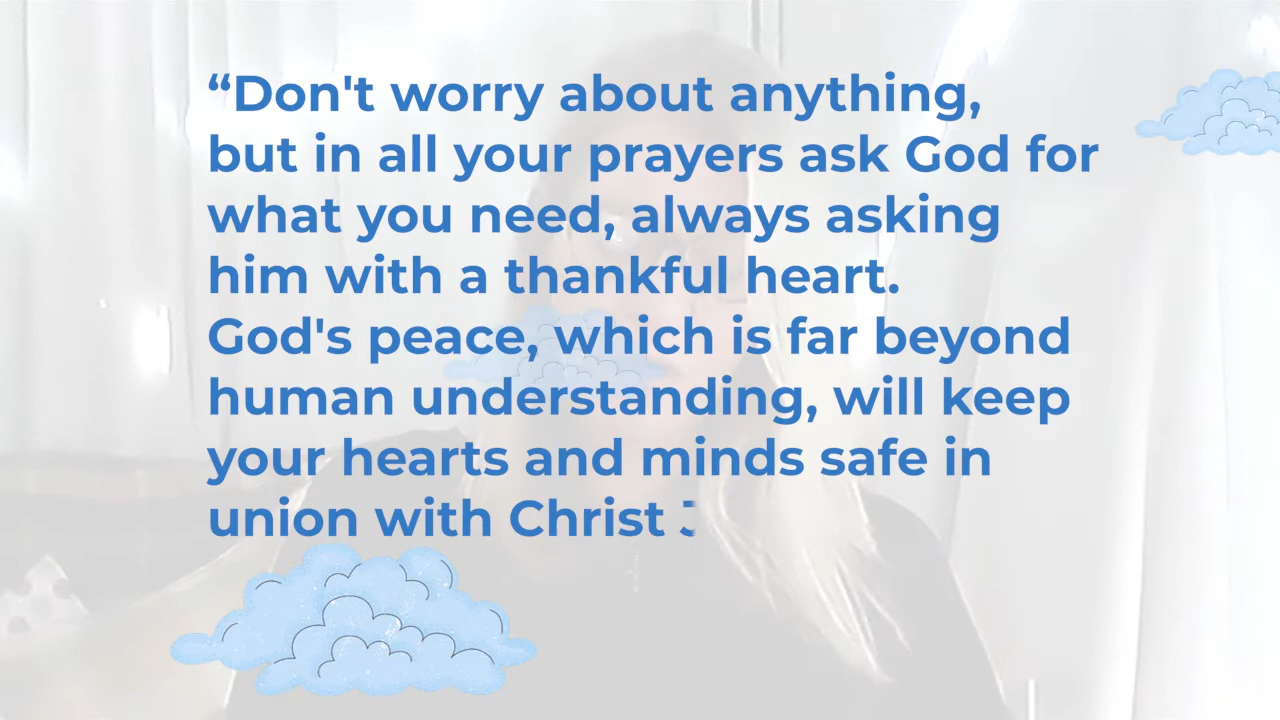 “Don't worry about anything,
but in all your prayers ask God for
what you need, always asking
him with a thankful heart.
God's peace, which is far beyond
human understanding, will keep
your hearts and minds safe in
union with Christ